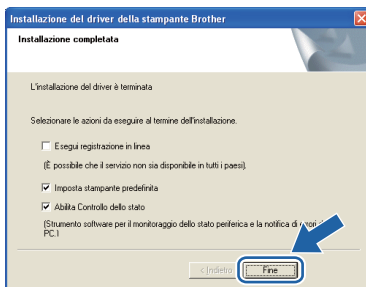 Installazione del driver della stampante Brother
Installazione completata
L'installazione del driver è terminata
Selezionare le azioni da eseguire al termine dell'installazione.
Esegui registrazione in linea
(È possibile che il servizio non sia disponibile in tutti i paesi).
Imposta stampante predefinita
Abilita Controllo dello stato
(Strumento software per il monitoraggio dello stato periferica e la notifica di errori
PC.)
< Indietro
Fine